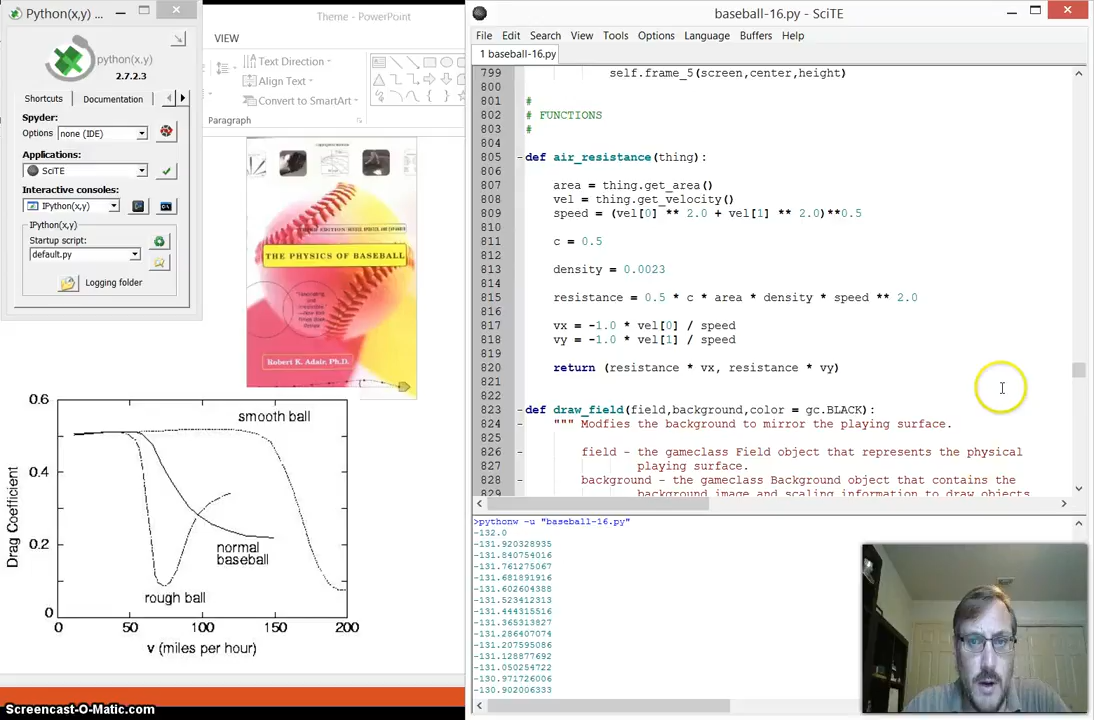 Python(x,y) ...
python(x,y)
2.7.2.3
Shortcuts
Documentation
Spyder:
Options
none (IDE)
Applications:
SciTE
Interactive consoles:
IPython(x,y)
IPython(x,y)
Startup script:
default.py
Logging folder
Theme - PowerPoint
VIEW
Text Direction
Align Text
Convert to SmartArt
Paragraph
THE PHYSICS OF BASEBALL
Robert K. Adair, Ph.D.
0.6
0.4
0.2
0
Drag Coefficient
smooth ball
normal
baseball
rough ball
0
50
100
150
200
v (miles per hour)
baseball-16.py - SciTE
File Edit Search View Tools Options Language Buffers Help
1 baseball-16.py
799 self.frame_5(screen,center,height)
800
801 #
802 # FUNCTIONS
803 #
804
805 def air_resistance(thing):
806
807 area = thing.get_area()
808 vel = thing.get_velocity()
809 speed = (vel[0] ** 2.0 + vel[1] ** 2.0)**0.5
810
811 c = 0.5
812
813 density = 0.0023
814
815 resistance = 0.5 * c * area * density * speed ** 2.0
816
817 vx = -1.0 * vel[0] / speed
818 vy = -1.0 * vel[1] / speed
819
820 return (resistance * vx, resistance * vy)
821
822
823 def draw_field(field,background,color = gc.BLACK):
824 """ Modfies the background to mirror the playing surface.
825
826 field - the gameclass Field object that represents the physical
827 playing surface.
828 background - the gameclass Background object that contains the
829 background image and scaling information to draw objects
>pythonw -u "baseball-16.py"
-132.0
-131.920328935
-131.840754016
-131.761275067
-131.681891916
-131.602604388
-131.523412313
-131.444315516
-131.365313827
-131.286407074
-131.207595086
-131.128877692
-131.050254722
-130.971726006
-130.902006333
Screencast-O-Matic.com